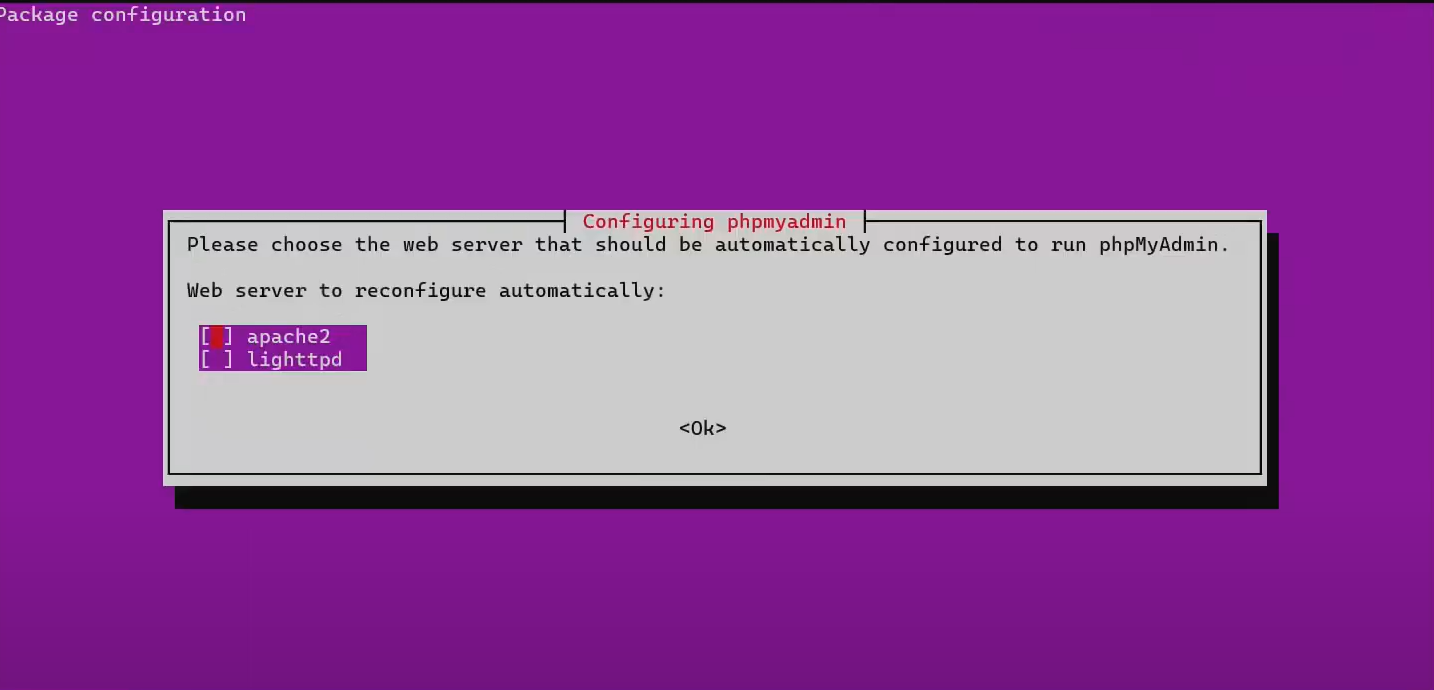 Package configuration
Configuring phpmyadmin
Please choose the web server that should be automatically configured to run phpMyAdmin.
Web server to reconfigure automatically:
[ ] apache2
[ ] lighttpd
<Ok>